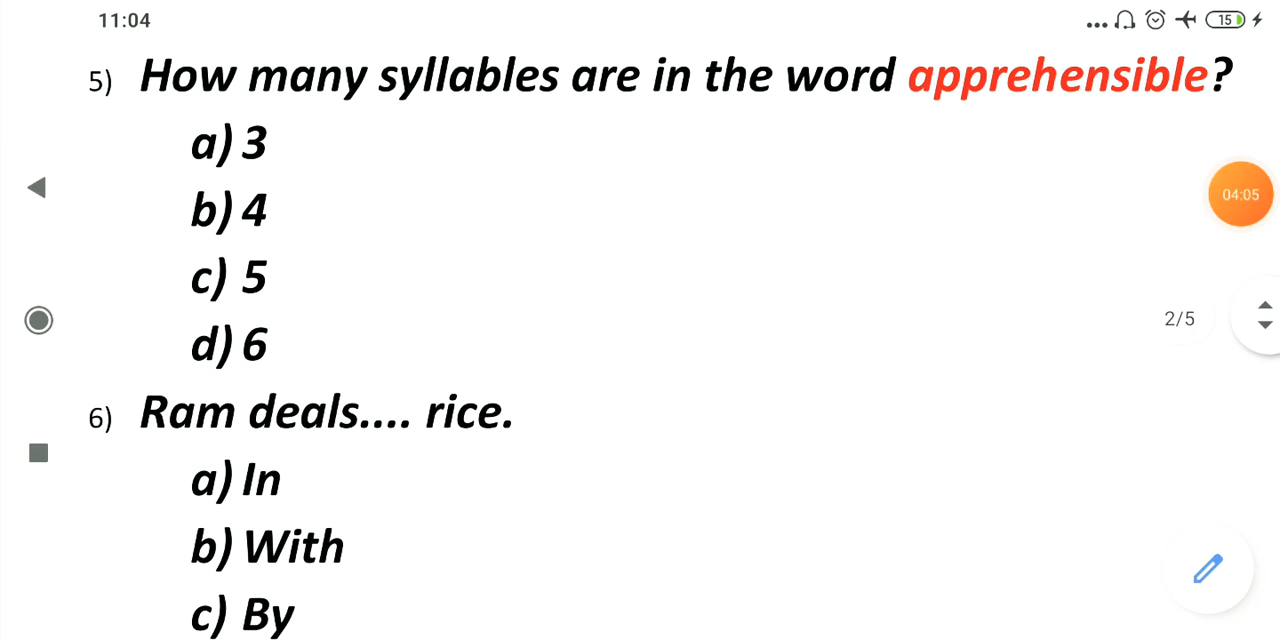 11:04
... 15
5) How many syllables are in the word apprehensible?
a) 3
04:05
b) 4
c) 5
2/5
d) 6
6) Ram deals.... rice.
a) In
b) With
c) By